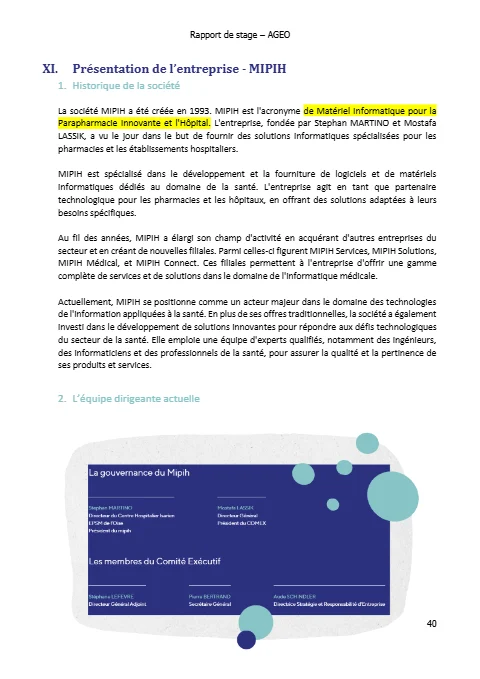 Rapport de stage – AGEO
XI. Présentation de l'entreprise - MIPIH
1. Historique de la société
La société MIPIH a été créée en 1993. MIPIH est l'acronyme de Matériel Informatique pour la
Parapharmacie Innovante et l'Hôpital. L'entreprise, fondée par Stephan MARTINO et Mostafa
LASSIK, a vu le jour dans le but de fournir des solutions informatiques spécialisées pour les
pharmacies et les établissements hospitaliers.
MIPIH est spécialisé dans le développement et la fourniture de logiciels et de matériels
informatiques dédiés au domaine de la santé. L'entreprise agit en tant que partenaire
technologique pour les pharmacies et les hôpitaux, en offrant des solutions adaptées à leurs
besoins spécifiques.
Au fil des années, MIPIH a élargi son champ d'activité en acquérant d'autres entreprises du
secteur et en créant de nouvelles filiales. Parmi celles-ci figurent MIPIH Services, MIPIH Solutions,
MIPIH Médical, et MIPIH Connect. Ces filiales permettent à l'entreprise d'offrir une gamme
complète de services et de solutions dans le domaine de l'informatique médicale.
Actuellement, MIPIH se positionne comme un acteur majeur dans le domaine des technologies
de l'information appliquées à la santé. En plus de ses offres traditionnelles, la société a également
investi dans le développement de solutions innovantes pour répondre aux défis technologiques
du secteur de la santé. Elle emploie une équipe d'experts qualifiés, notamment des ingénieurs,
des informaticiens et des professionnels de la santé, pour assurer la qualité et la pertinence de
ses produits et services.
2. L'équipe dirigeante actuelle
La gouvernance du Mipih
Stephan MARTINO Mostafa LASSIK
Directeur du Centre Hospitalier Isarien Directeur Général
EPSM de l'Oise Président du COMEX
Président du mipih
Les membres du Comité Exécutif
Stéphane LEFEVRE Pierre BERTRAND Aude SCHINDLER
Directeur Général Adjoint Secrétaire Général Directrice Stratégie et Responsabilité d'Entreprise
40